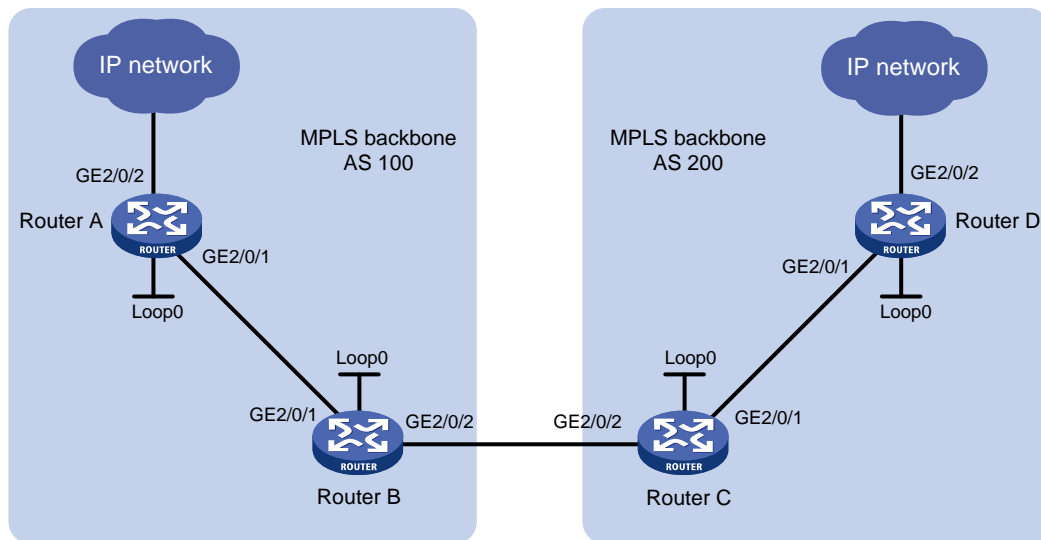 IP network
IP network
MPLS backbone
AS 100
MPLS backbone
AS 200
GE2/0/2
GE2/0/2
Router A
ROUTER
ROUTER
Router D
GE2/0/1
GE2/0/1
Loop0
Loop0
Loop0
Loop0
GE2/0/1
GE2/0/2
GE2/0/2
GE2/0/1
ROUTER
ROUTER
Router B
Router C